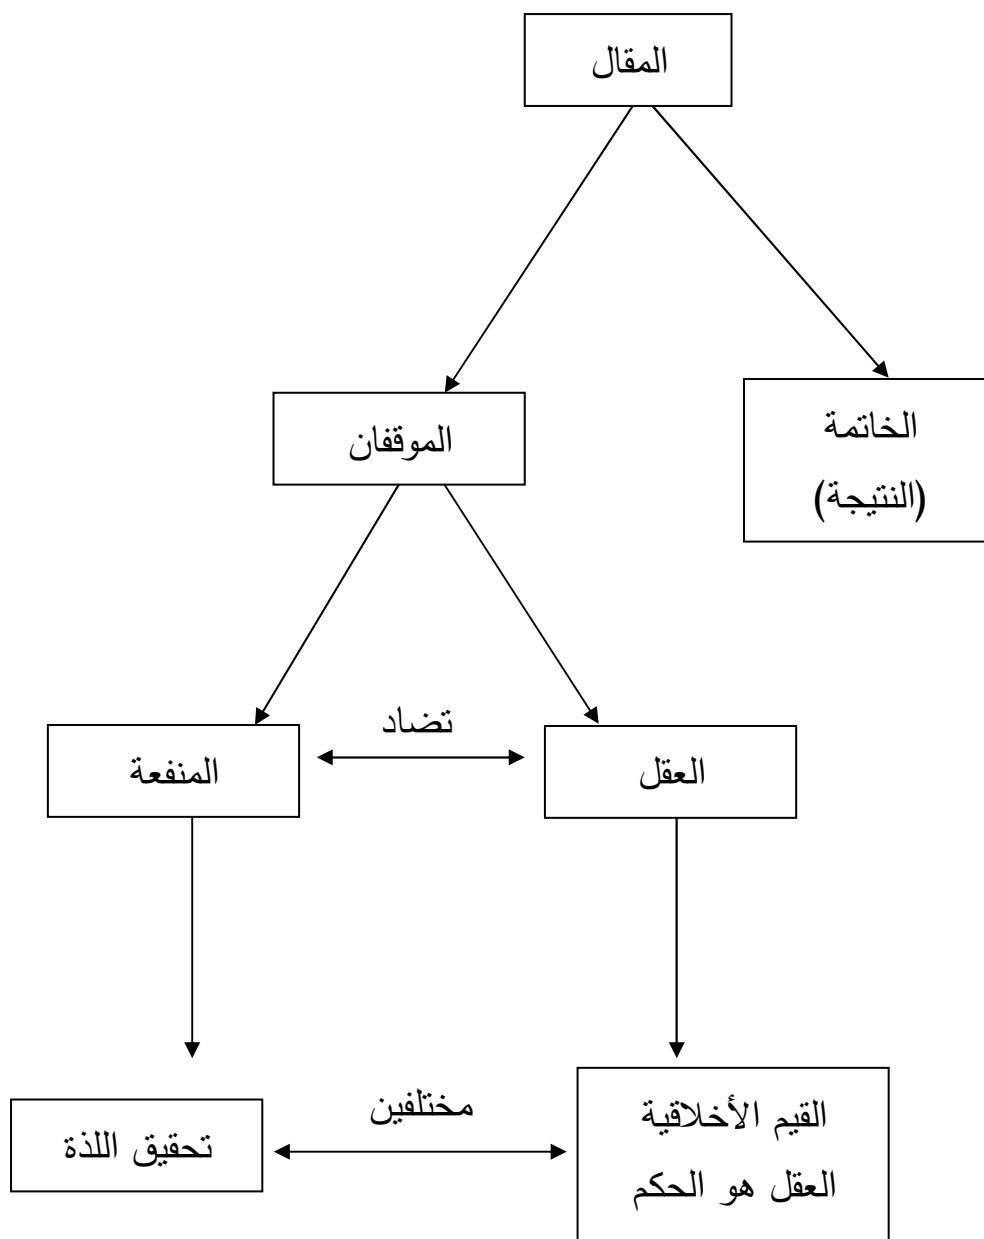 المقال
الخاتمة
(النتيجة)
الموقفان
تضاد
العقل
المنفعة
القيم الأخلاقية
العقل هو الحكم
مختلفين
تحقيق اللذة